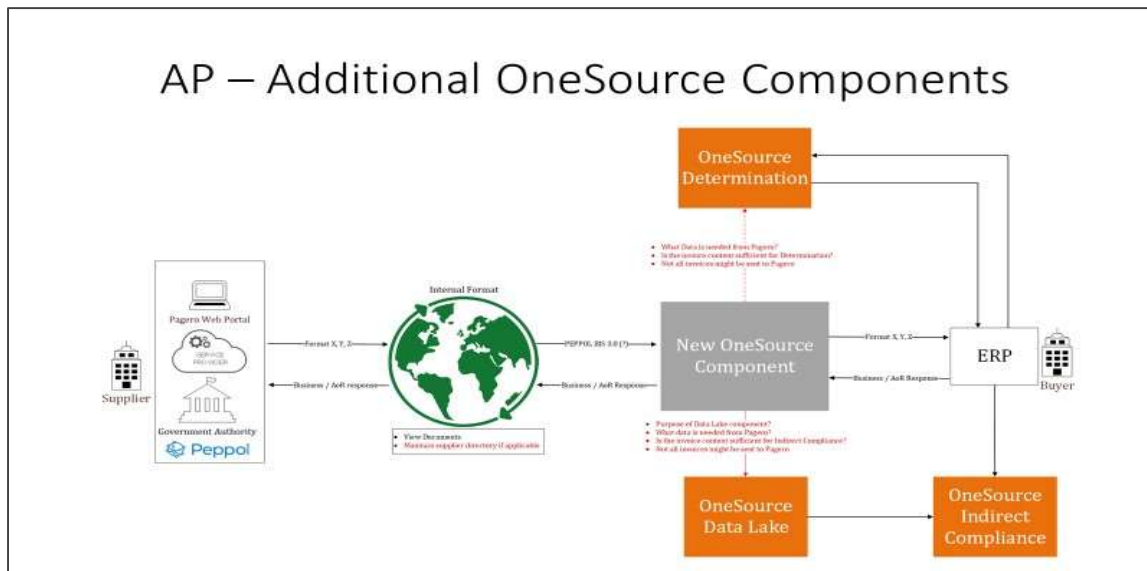 AP – Additional OneSource Components
OneSource
Determination
What Data is needed from Pagero?
Is the invoice content sufficient for Determination?
Not all invoices might be sent to Pagero
Internal Format
Pagero Web Portal
SERVICE
PROVIDER
Government Authority
Peppol
Supplier
Format X, Y, Z
Business / AoR response
View Documents
Maintain supplier directory if applicable
PEPPOL BIS 3.0 (?)
Business / AoR Response
New OneSource
Component
Format X, Y, Z
Business / AoR Response
ERP
Buyer
Purpose of Data Lake component?
What data is needed from Pagero?
Is the invoice content sufficient for Indirect Compliance?
Not all invoices might be sent to Pagero
OneSource
Data Lake
OneSource
Indirect
Compliance